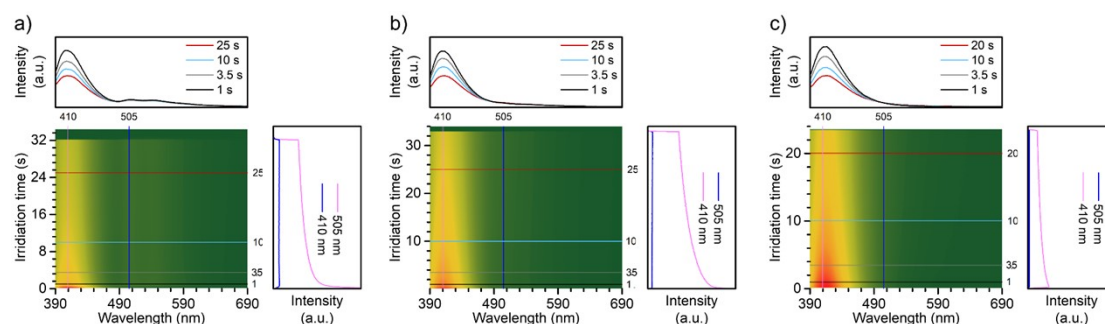 a)
Intensity
(a.u.)
25 s
10 s
3.5 s
1 s
410
505
Irridiation time (s)
32
24
16
8
0
25
10
35
1
410 nm
505 nm
390
490
590
690
Wavelength (nm)
Intensity
(a.u.)
b)
Intensity
(a.u.)
25 s
10 s
3.5 s
1 s
410
505
Irridiation time (s)
30
20
10
0
25
10
35
1
410 nm
505 nm
390
490
590
690
Wavelength (nm)
Intensity
(a.u.)
c)
Intensity
(a.u.)
20 s
10 s
3.5 s
1 s
410
505
Irridiation time (s)
20
10
0
20
10
35
1
410 nm
505 nm
390
490
590
690
Wavelength (nm)
Intensity
(a.u.)